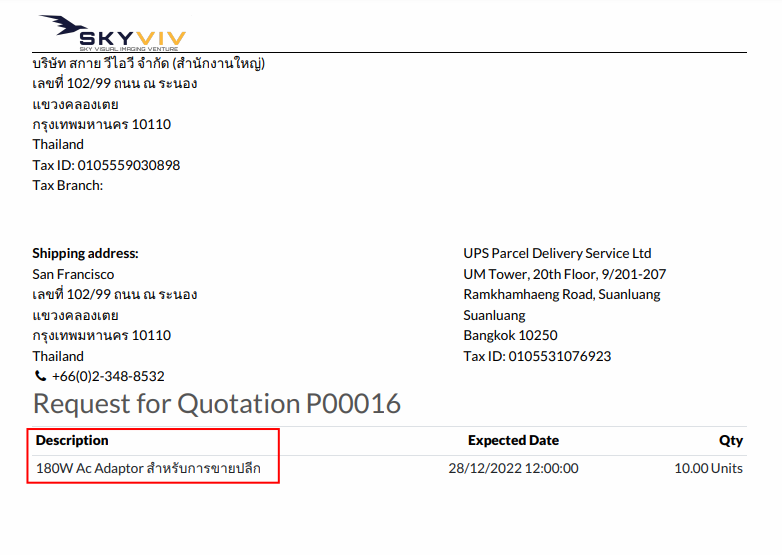 SKYVIV
SKY VISUAL IMAGING VENTURE
บริษัท สกาย วีไอวี จำกัด (สำนักงานใหญ่)
เลขที่ 102/99 ถนน ณ ระนอง
แขวงคลองเตย
กรุงเทพมหานคร 10110
Thailand
Tax ID: 0105559030898
Tax Branch:
Shipping address:
San Francisco
เลขที่ 102/99 ถนน ณ ระนอง
แขวงคลองเตย
กรุงเทพมหานคร 10110
Thailand
+66(0)2-348-8532
UPS Parcel Delivery Service Ltd
UM Tower, 20th Floor, 9/201-207
Ramkhamhaeng Road, Suanluang
Suanluang
Bangkok 10250
Tax ID: 0105531076923
Request for Quotation P00016
Description Expected Date Qty
180W Ac Adaptor สำหรับการขายปลีก 28/12/2022 12:00:00 10.00 Units